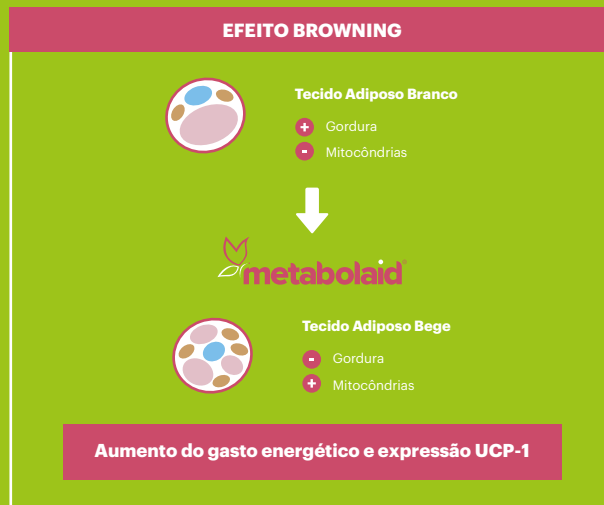 EFEITO BROWNING
Tecido Adiposo Branco
+ Gordura
- Mitocôndrias
metabolaid®
Tecido Adiposo Bege
- Gordura
+ Mitocôndrias
Aumento do gasto energético e expressão UCP-1